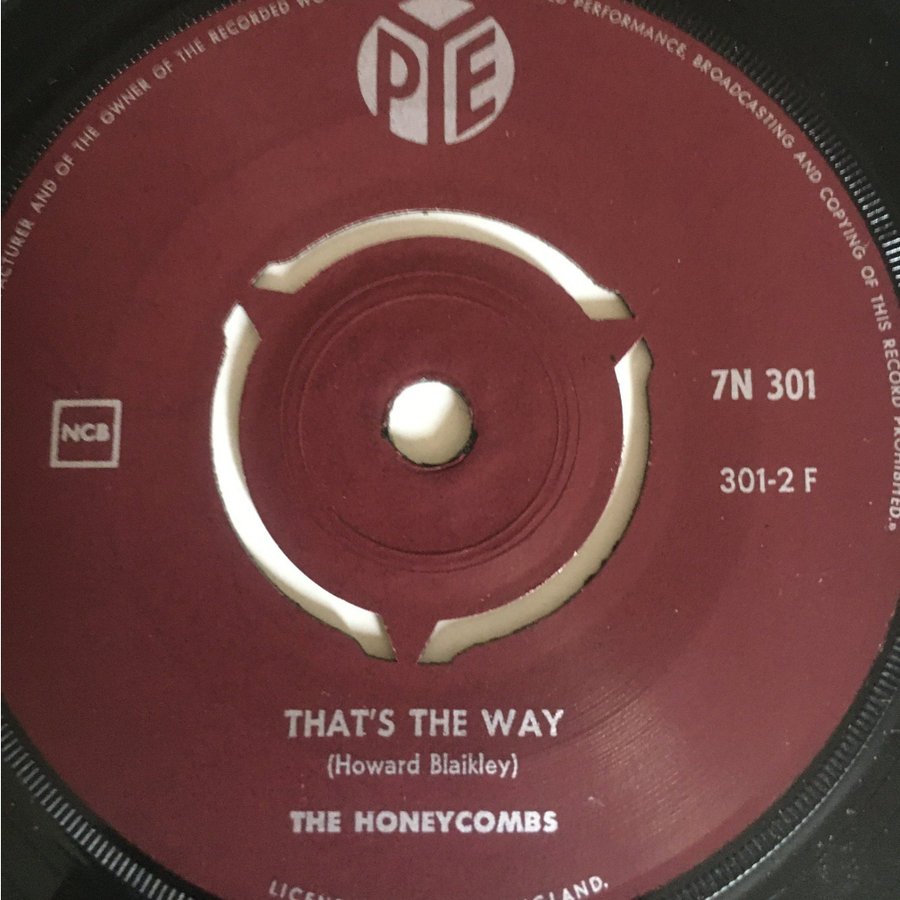 ACTURER AND OF THE OWNER OF THE RECORDED WO
PERFORMANCE, BROADCASTING AND COPYING OF THIS RECORD PROHIBITED.
PYE
7N 301
NCB
301-2 F
THAT'S THE WAY
(Howard Blaikley)
THE HONEYCOMBS